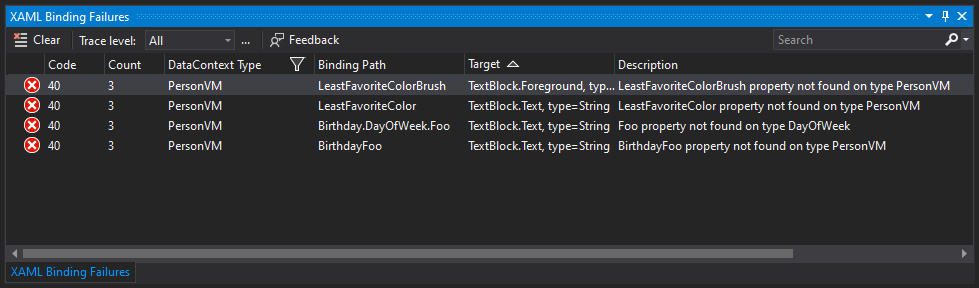 XAML Binding Failures
Clear Trace level: All ... Feedback Search
Code Count DataContext Type Binding Path Target Description
40 3 PersonVM LeastFavoriteColorBrush TextBlock.Foreground, typ... LeastFavoriteColorBrush property not found on type PersonVM
40 3 PersonVM LeastFavoriteColor TextBlock.Text, type=String LeastFavoriteColor property not found on type PersonVM
40 3 PersonVM Birthday.DayOfWeek.Foo TextBlock.Text, type=String Foo property not found on type DayOfWeek
40 3 PersonVM BirthdayFoo TextBlock.Text, type=String BirthdayFoo property not found on type PersonVM
XAML Binding Failures